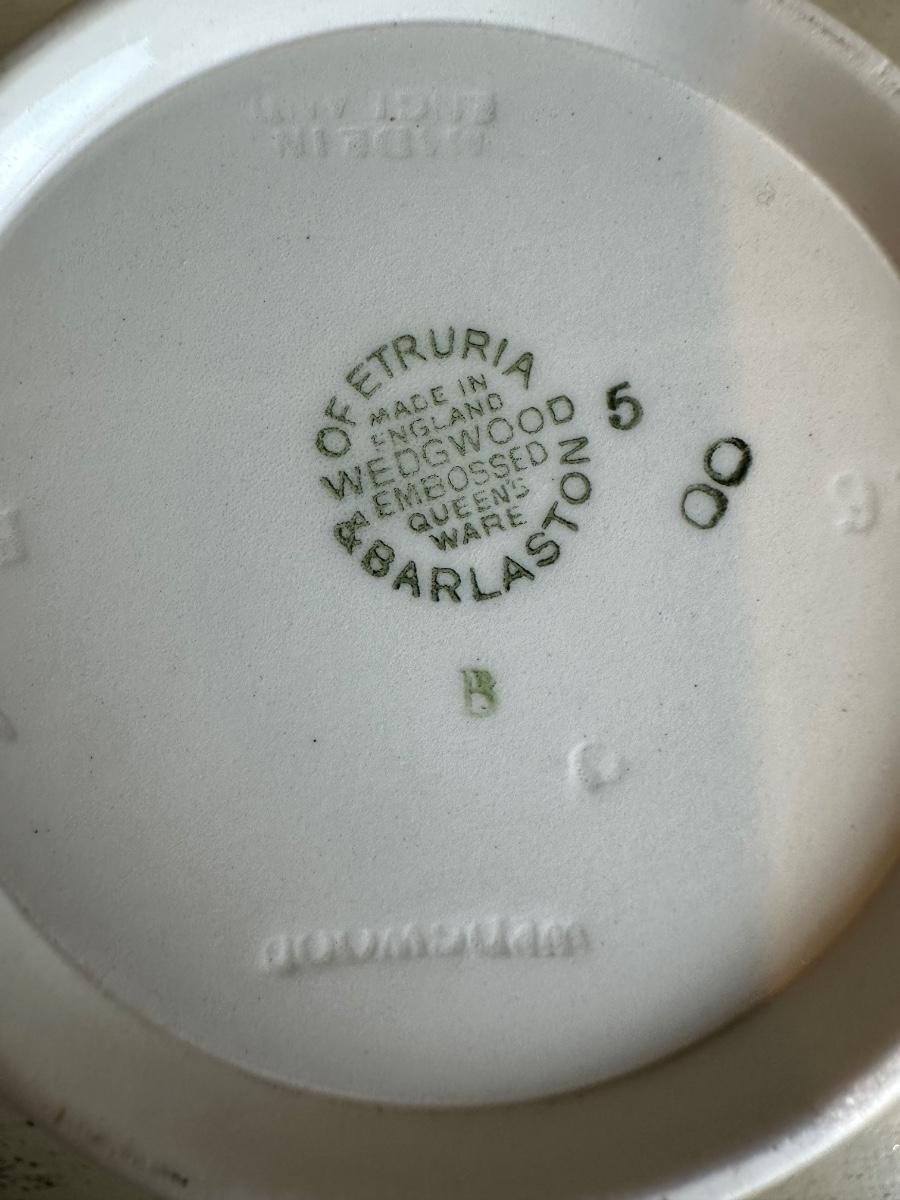 MADE IN
ENGLAND
OF ETRURIA
MADE IN
ENGLAND
WEDGWOOD
EMBOSSED
QUEEN'S
WARE
& BARLASTON
5
OO
B
WEDGWOOD